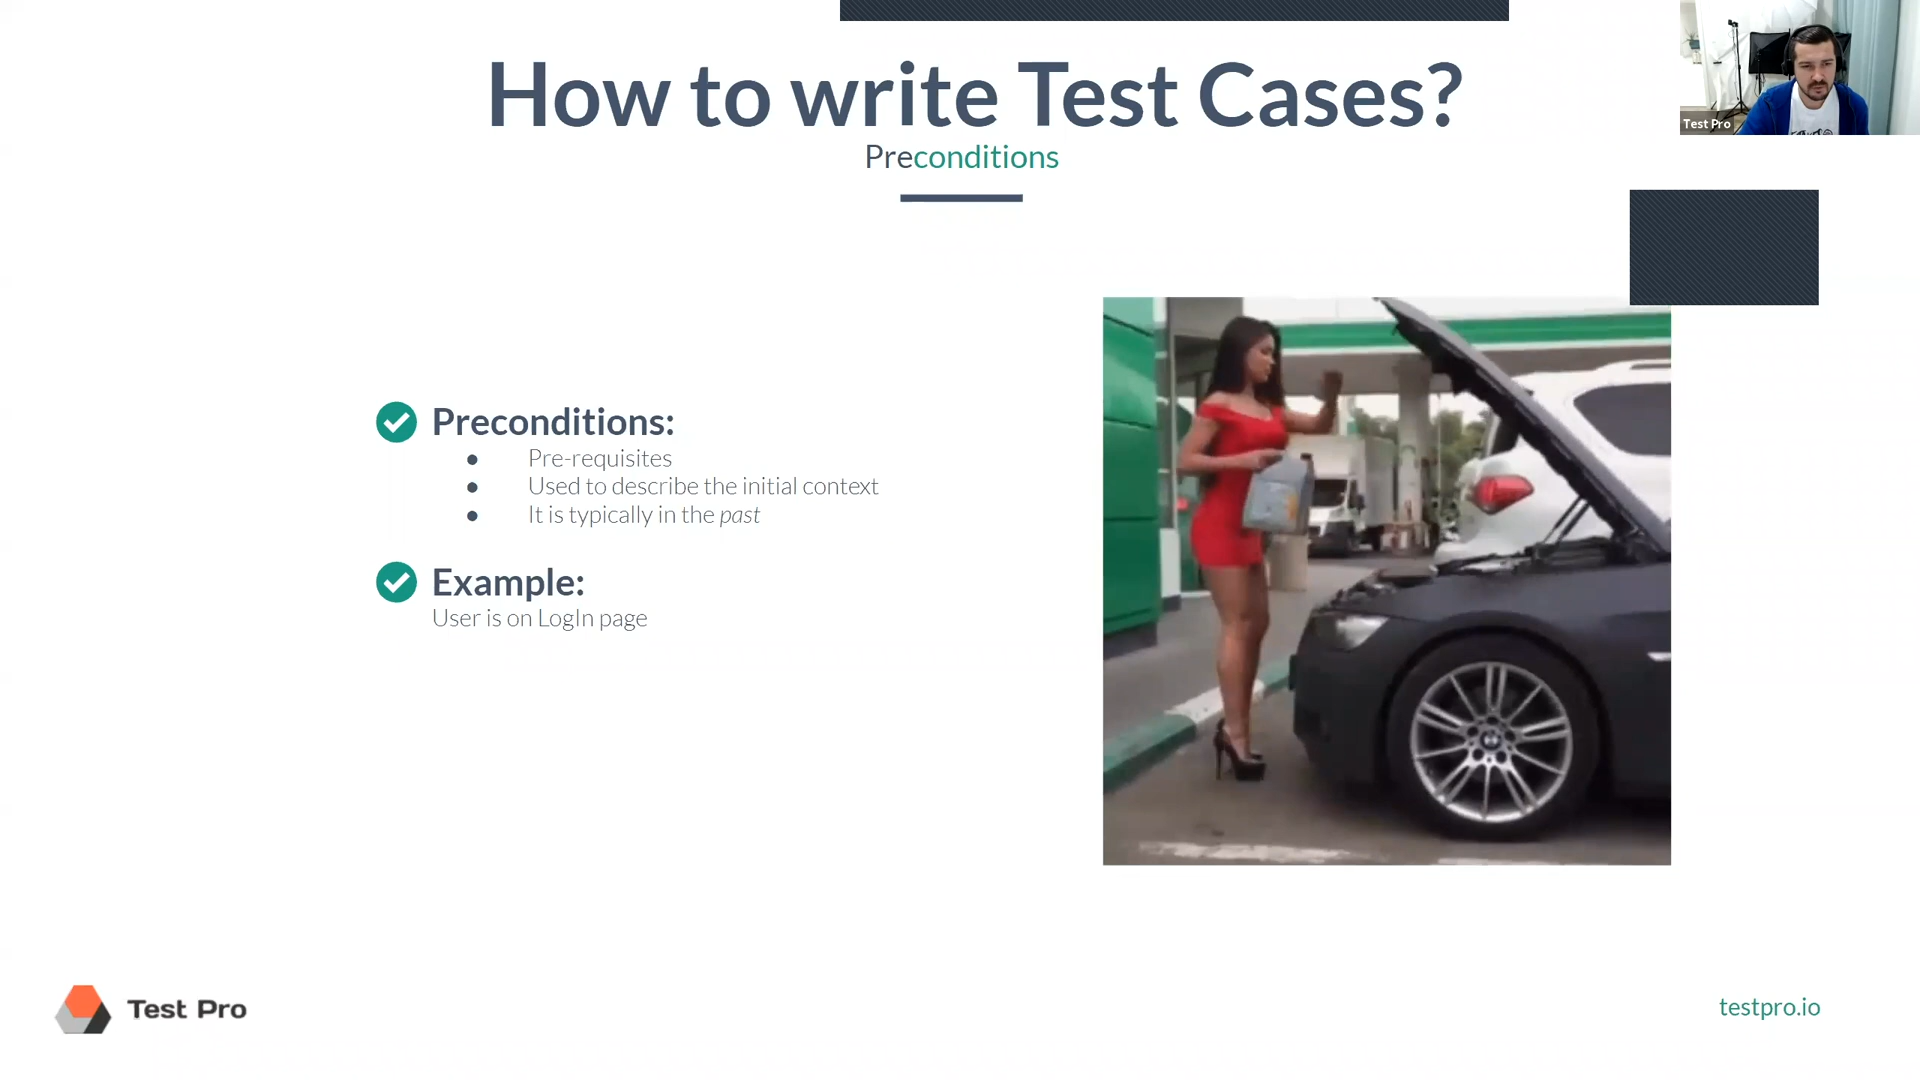 How to write Test Cases?
Preconditions
Test Pro
Preconditions:
Pre-requisites
Used to describe the initial context
It is typically in the past
Example:
User is on LogIn page
Test Pro
testpro.io